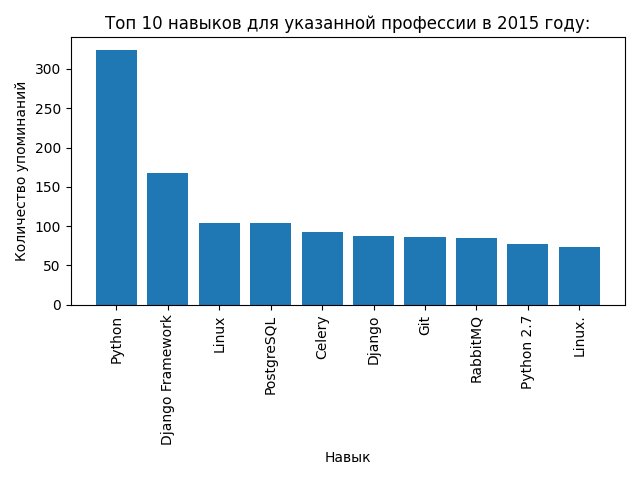 Топ 10 навыков для указанной профессии в 2015 году:
Количество упоминаний
300
250
200
150
100
50
0
Python
Django Framework
Linux
PostgreSQL
Celery
Django
Git
RabbitMQ
Python 2.7
Linux.
Навык